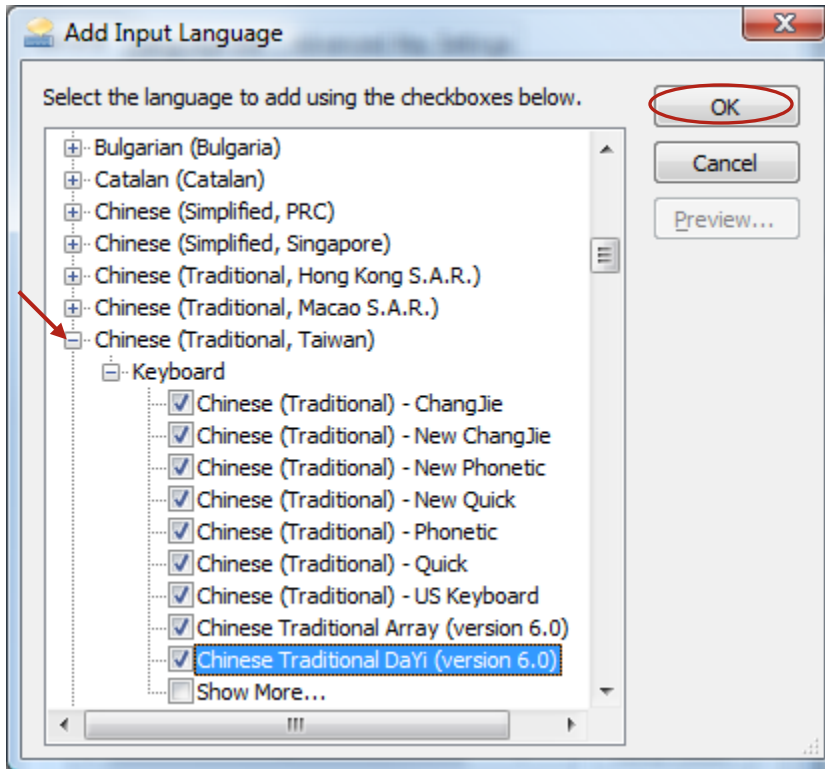 Add Input Language
Select the language to add using the checkboxes below.
OK
Cancel
Preview...
Bulgarian (Bulgaria)
Catalan (Catalan)
Chinese (Simplified, PRC)
Chinese (Simplified, Singapore)
Chinese (Traditional, Hong Kong S.A.R.)
Chinese (Traditional, Macao S.A.R.)
Chinese (Traditional, Taiwan)
Keyboard
Chinese (Traditional) - ChangJie
Chinese (Traditional) - New ChangJie
Chinese (Traditional) - New Phonetic
Chinese (Traditional) - New Quick
Chinese (Traditional) - Phonetic
Chinese (Traditional) - Quick
Chinese (Traditional) - US Keyboard
Chinese Traditional Array (version 6.0)
Chinese Traditional DaYi (version 6.0)
Show More...